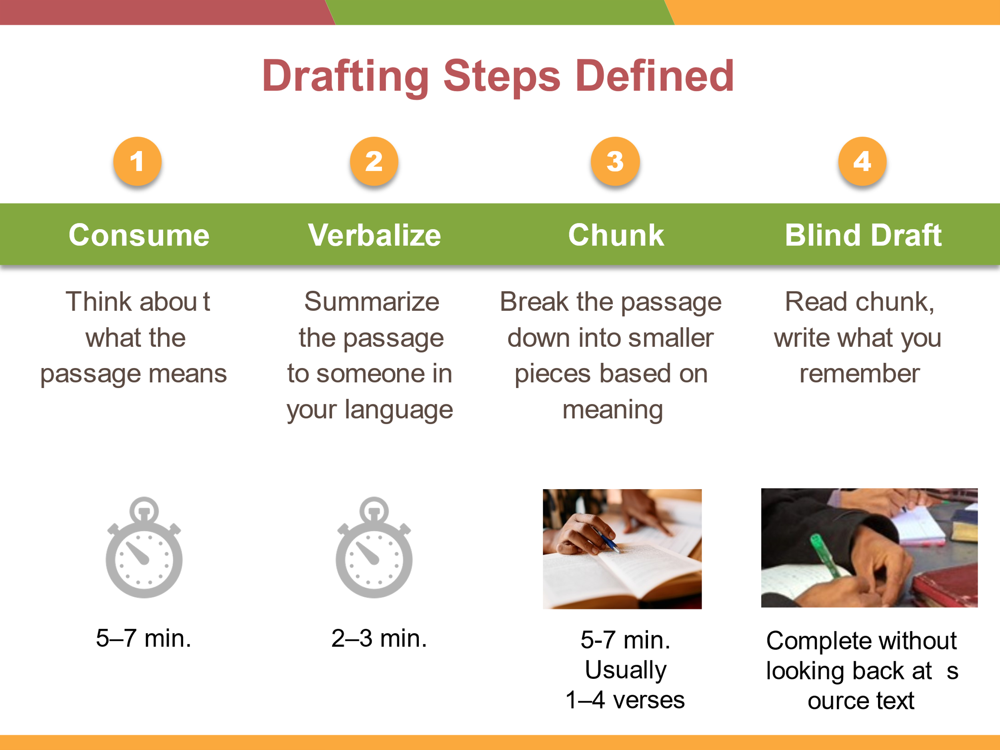 Drafting Steps Defined
1
2
3
4
Consume
Verbalize
Chunk
Blind Draft
Think abou t
what the
passage means
Summarize
the passage
to someone in
your language
Break the passage
down into smaller
pieces based on
meaning
Read chunk,
write what you
remember
5–7 min.
2–3 min.
5-7 min.
Usually
1–4 verses
Complete without
looking back at s
ource text